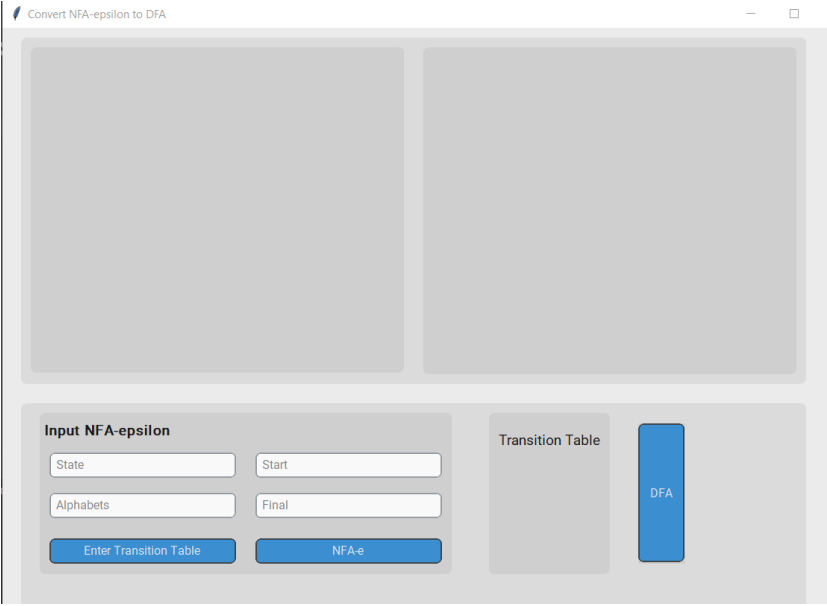 Convert NFA-epsilon to DFA
Input NFA-epsilon
State
Start
Alphabets
Final
Enter Transition Table
NFA-e
Transition Table
DFA